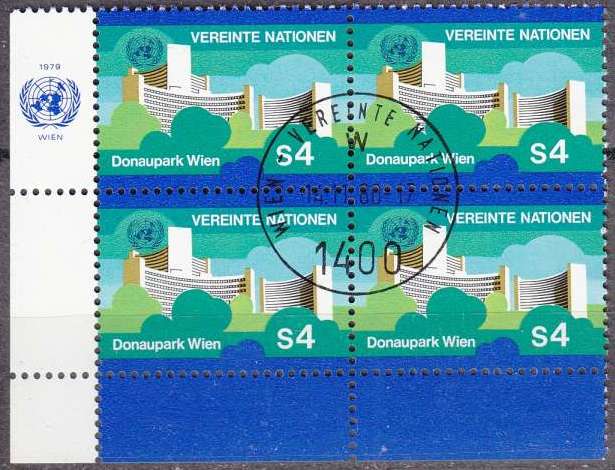 1979
WIEN
VEREINTE NATIONEN
Donaupark Wien S4
VEREINTE NATIONEN
Donaupark Wien S4
VEREINTE NATIONEN
Donaupark Wien S4
VEREINTE NATIONEN
Donaupark Wien S4
WIEN - VEREINTE NATIONEN
1400